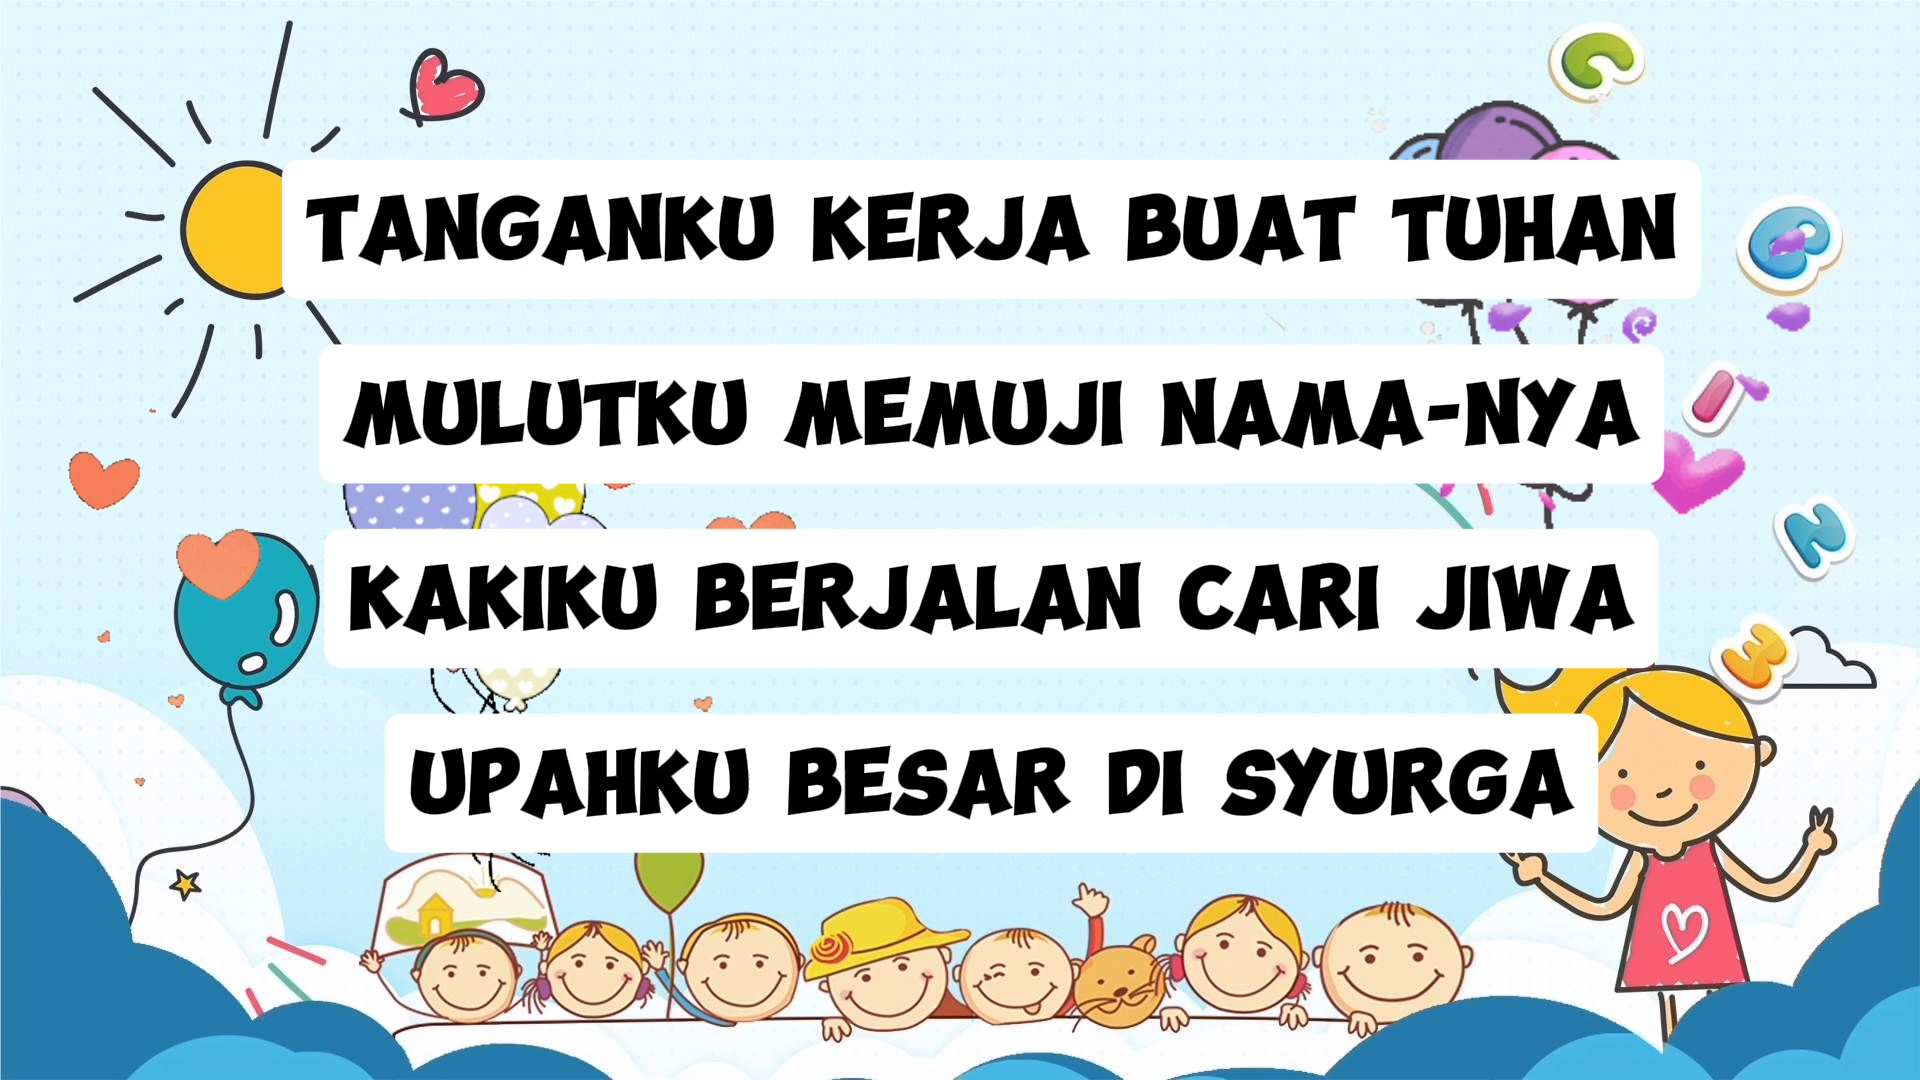 TANGANKU KERJA BUAT TUHAN
MULUTKU MEMUJI NAMA-NYA
KAKIKU BERJALAN CARI JIWA
UPAHKU BESAR DI SYURGA